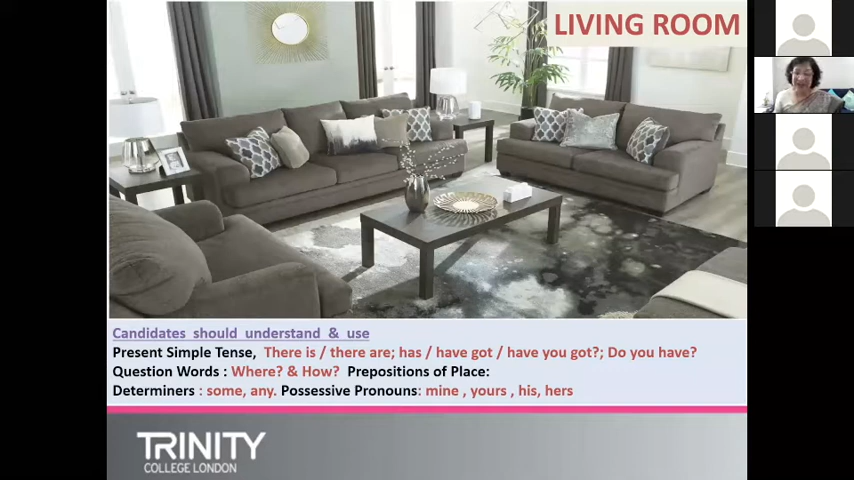 LIVING ROOM
Candidates should understand & use
Present Simple Tense, There is / there are; has / have got / have you got?; Do you have?
Question Words : Where? & How? Prepositions of Place:
Determiners : some, any. Possessive Pronouns: mine , yours , his, hers
TRINITY
COLLEGE LONDON